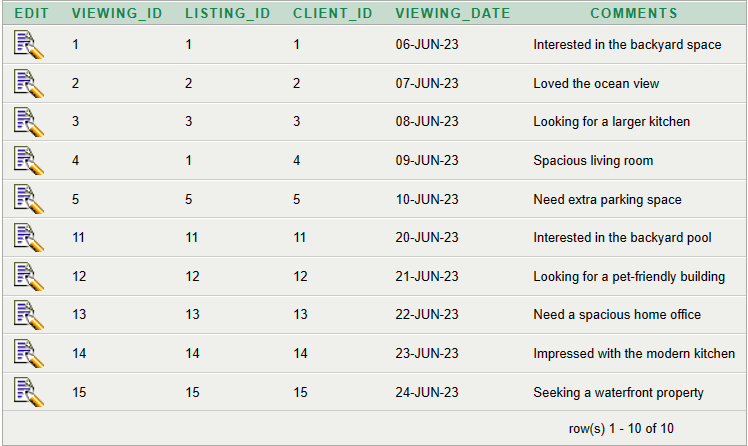 EDIT VIEWING_ID LISTING_ID CLIENT_ID VIEWING_DATE COMMENTS
1 1 1 06-JUN-23 Interested in the backyard space
2 2 2 07-JUN-23 Loved the ocean view
3 3 3 08-JUN-23 Looking for a larger kitchen
4 1 4 09-JUN-23 Spacious living room
5 5 5 10-JUN-23 Need extra parking space
11 11 11 20-JUN-23 Interested in the backyard pool
12 12 12 21-JUN-23 Looking for a pet-friendly building
13 13 13 22-JUN-23 Need a spacious home office
14 14 14 23-JUN-23 Impressed with the modern kitchen
15 15 15 24-JUN-23 Seeking a waterfront property
row(s) 1 - 10 of 10